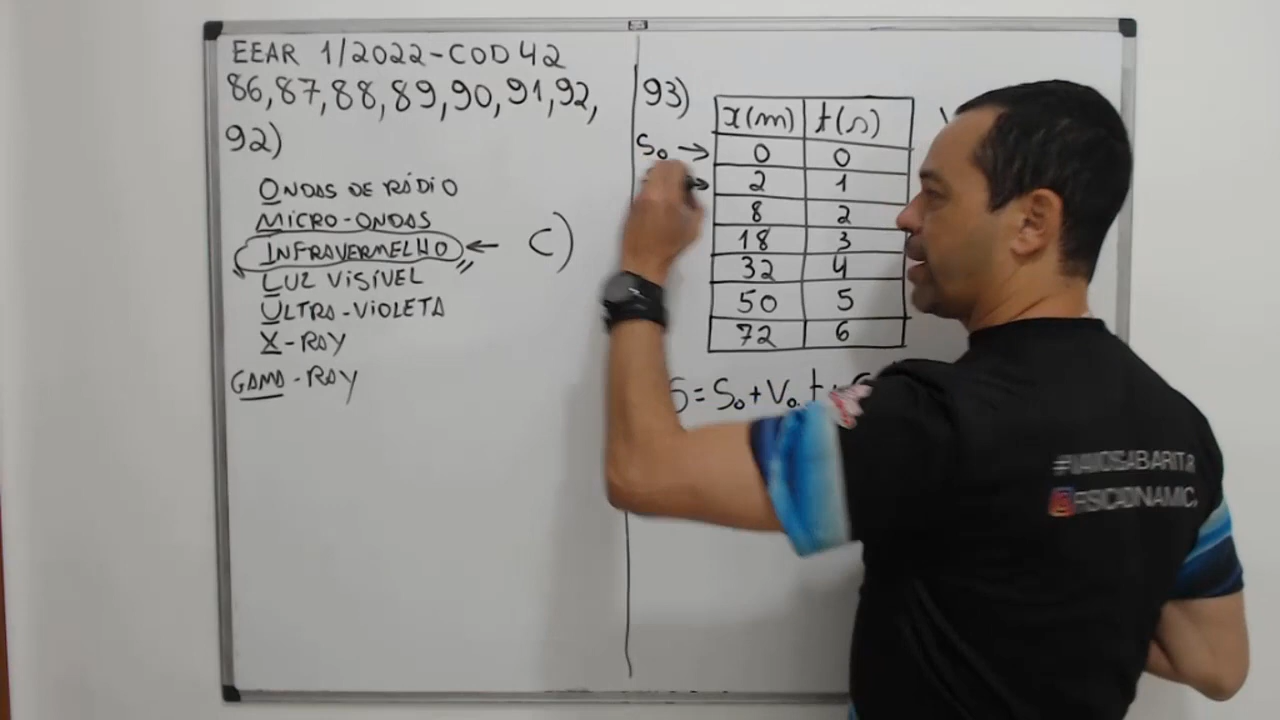 EEAR 1/2022-COD 42
86,87,88,89,90,91,92,
92)
ONDAS DE RÁDIO
MICRO-ONDAS
INFRAVERMELHO ← C)
LUZ VISÍVEL
ULTRA-VIOLETA
X-RAY
GAMA-RAY
93)
x(m) t(s)
S₀ → 0 0
→ 2 1
8 2
18 3
32 4
50 5
72 6
S=S₀+V₀.t+
#VAMOSGABARITAR
FISICADINAMIC